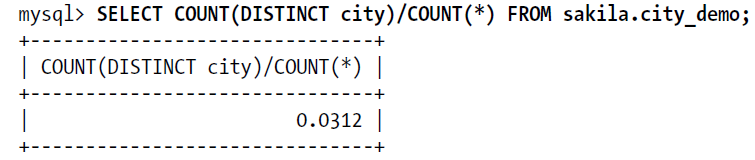 mysql> SELECT COUNT(DISTINCT city)/COUNT(*) FROM sakila.city_demo;
+-------------------------------+
| COUNT(DISTINCT city)/COUNT(*) |
+-------------------------------+
|                        0.0312 |
+-------------------------------+